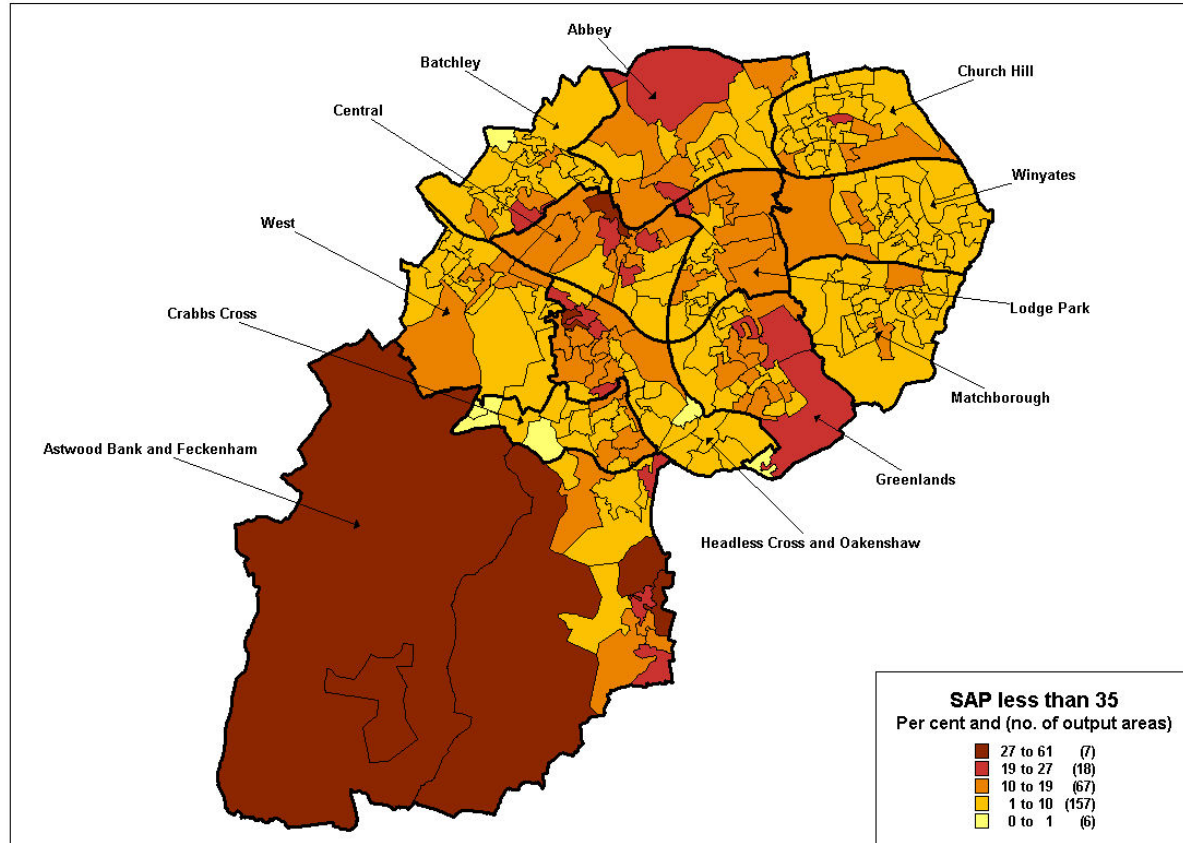 Abbey
Batchley
Church Hill
Central
Winyates
West
Crabbs Cross
Lodge Park
Matchborough
Astwood Bank and Feckenham
Greenlands
Headless Cross and Oakenshaw
SAP less than 35
Per cent and (no. of output areas)
27 to 61 (7)
19 to 27 (18)
10 to 19 (67)
1 to 10 (157)
0 to 1 (6)